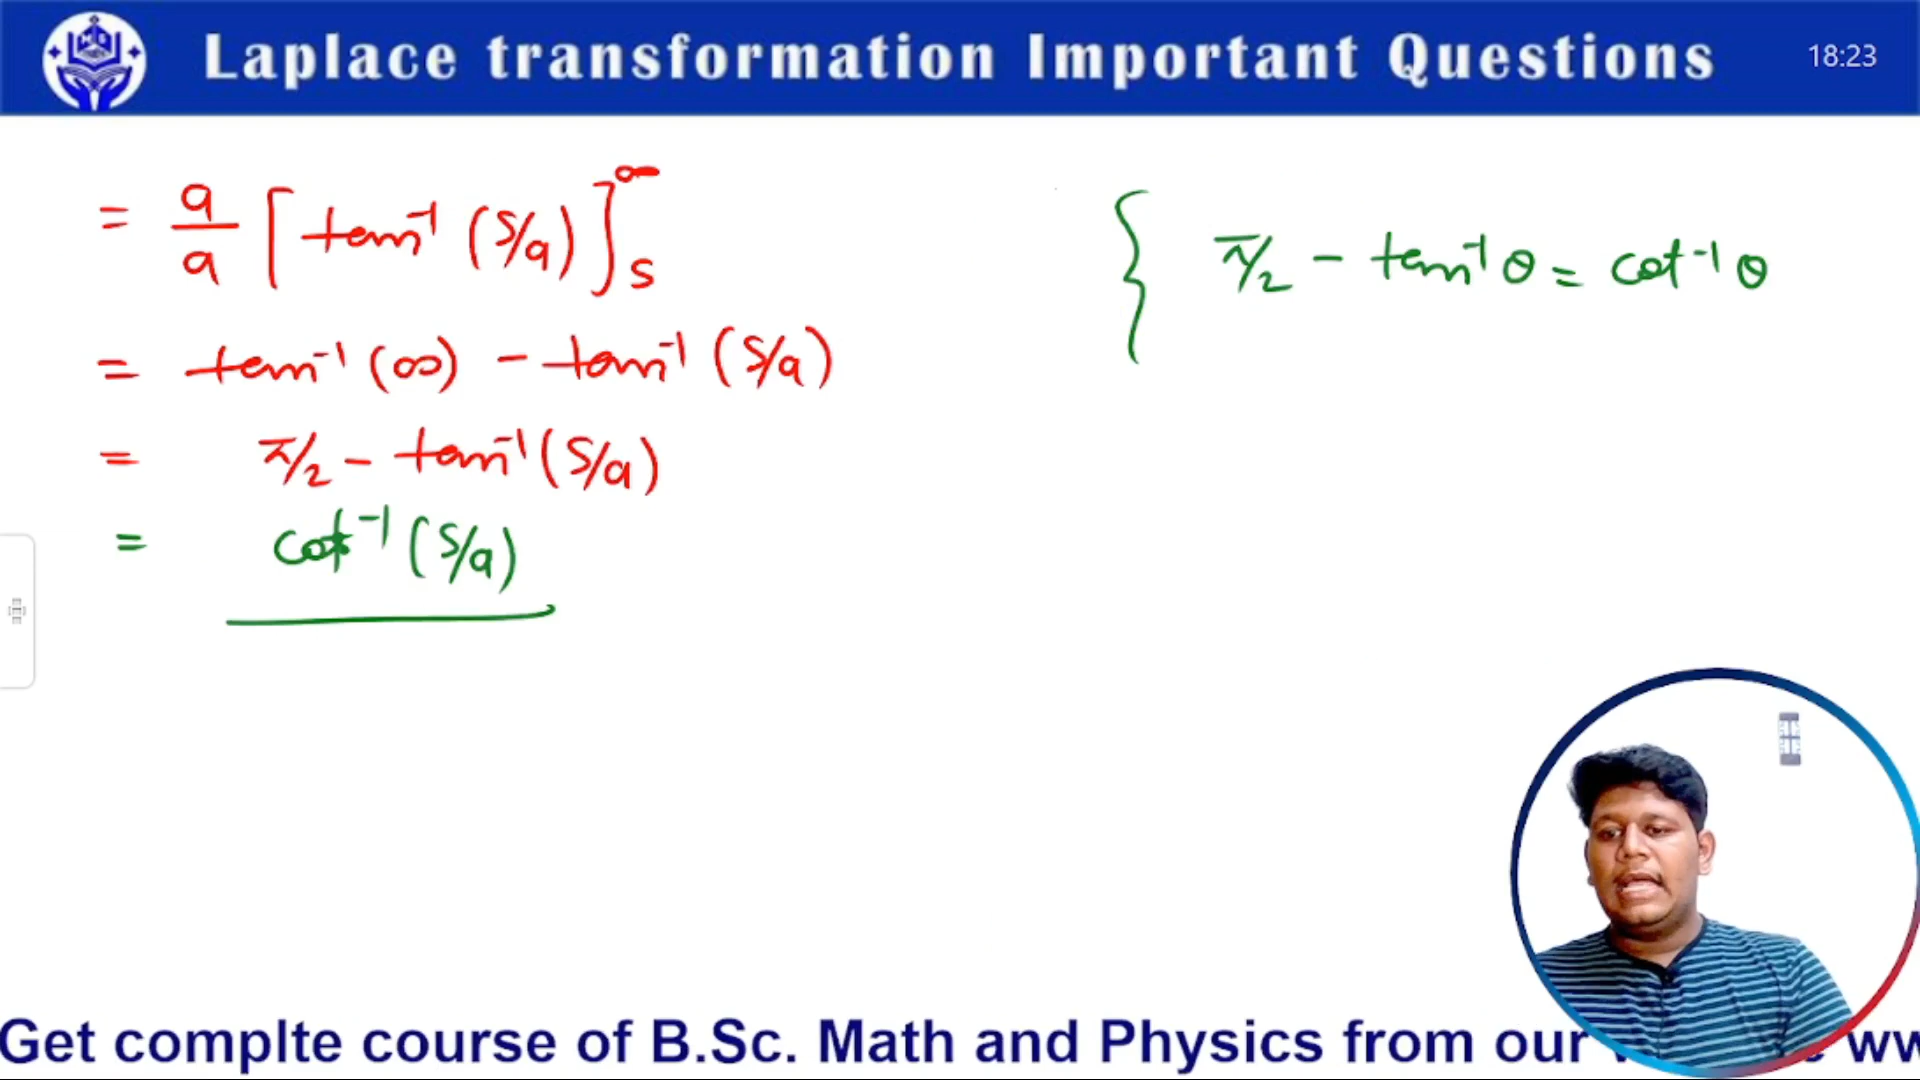 Laplace transformation Important Questions
18:23
= a/a [tan⁻¹ (s/a)]ₛ^∞
= tan⁻¹ (∞) - tan⁻¹ (s/a)
= π/2 - tan⁻¹ (s/a)
= cot⁻¹ (s/a)
{ π/2 - tan⁻¹ θ = cot⁻¹ θ
Get complte course of B.Sc. Math and Physics from our